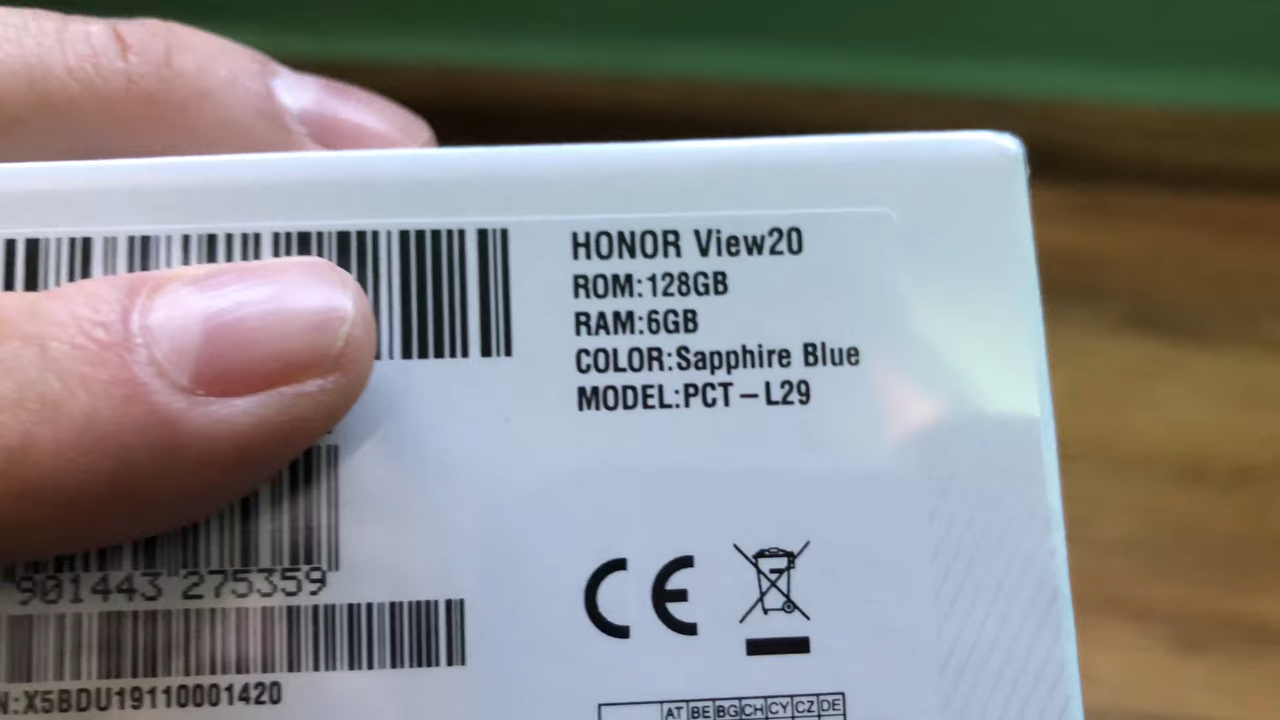 HONOR View20
ROM:128GB
RAM:6GB
COLOR:Sapphire Blue
MODEL:PCT-L29
901443 275359
N:X5BDU19110001420
CE
AT BE BG CH CY CZ DE